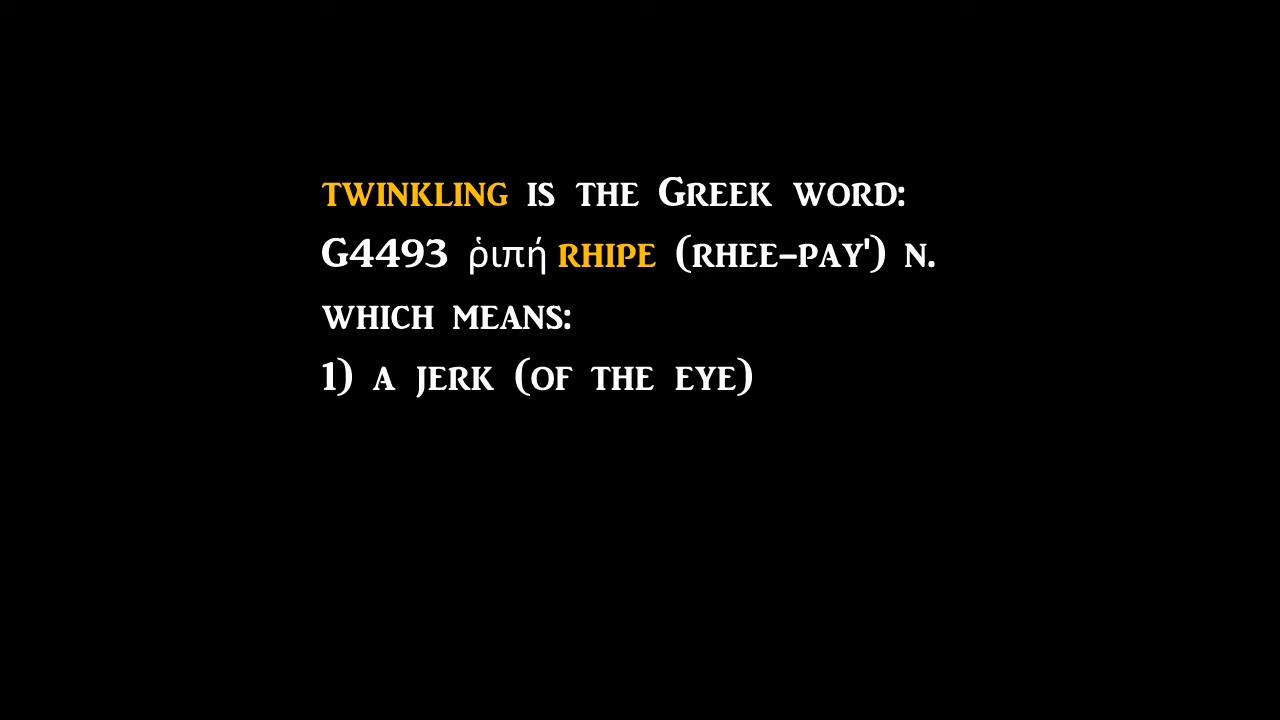 twinkling is the Greek word:
G4493 ῥιπή rhipe (rhee-pay') n.
which means:
1) a jerk (of the eye)